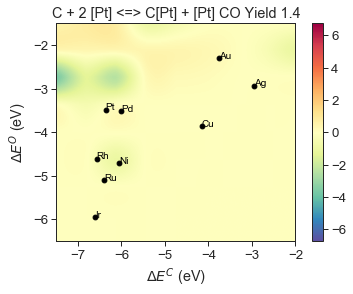 C + 2 [Pt] <=> C[Pt] + [Pt] CO Yield 1.4
ΔE^O (eV)
−2
−3
−4
−5
−6
Au
Ag
Pt
Pd
Cu
Rh
Ni
Ru
Ir
−7
−6
−5
−4
−3
−2
ΔE^C (eV)
6
4
2
0
−2
−4
−6